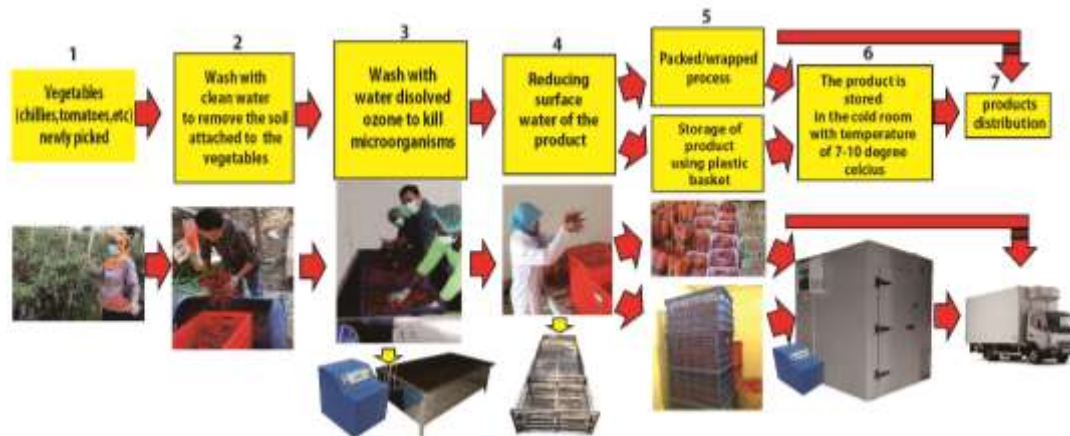 1
Vegetables
(chillies,tomatoes,etc)
newly picked
2
Wash with
clean water
to remove the soil
attached to the
vegetables
3
Wash with
water disolved
ozone to kill
microorganisms
4
Reducing
surface
water of the
product
5
Packed/wrapped
process
Storage of
product
using plastic
basket
6
The product is
stored
in the cold room
with temperature
of 7-10 degree
celcius
7
products
distribution